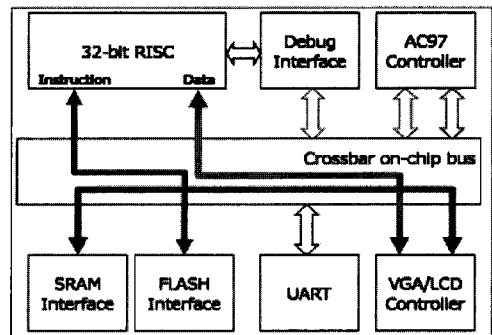 32-bit RISC
Instruction Data
Debug
Interface
AC97
Controller
Crossbar on-chip bus
SRAM
Interface
FLASH
Interface
UART
VGA/LCD
Controller